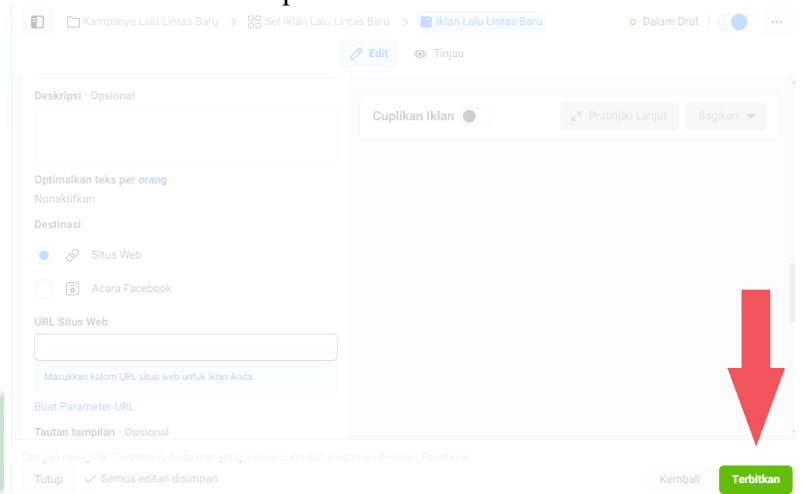 Kampanye Lalu Lintas Baru > Set Iklan Lalu Lintas Baru > Iklan Lalu Lintas Baru Dalam Draf
Edit Tinjau
Deskripsi · Opsional
Cuplikan Iklan Pratinjau Lanjut Bagikan
Optimalkan teks per orang
Nonaktifkan
Destinasi
Situs Web
Acara Facebook
URL Situs Web
Masukkan kolom URL situs web untuk iklan Anda.
Buat Parameter URL
Tautan tampilan · Opsional
Dengan mengklik "Terbitkan", Anda menyetujui Ketentuan dan Pedoman Beriklan Facebook.
Tutup Semua editan disimpan Kembali Terbitkan